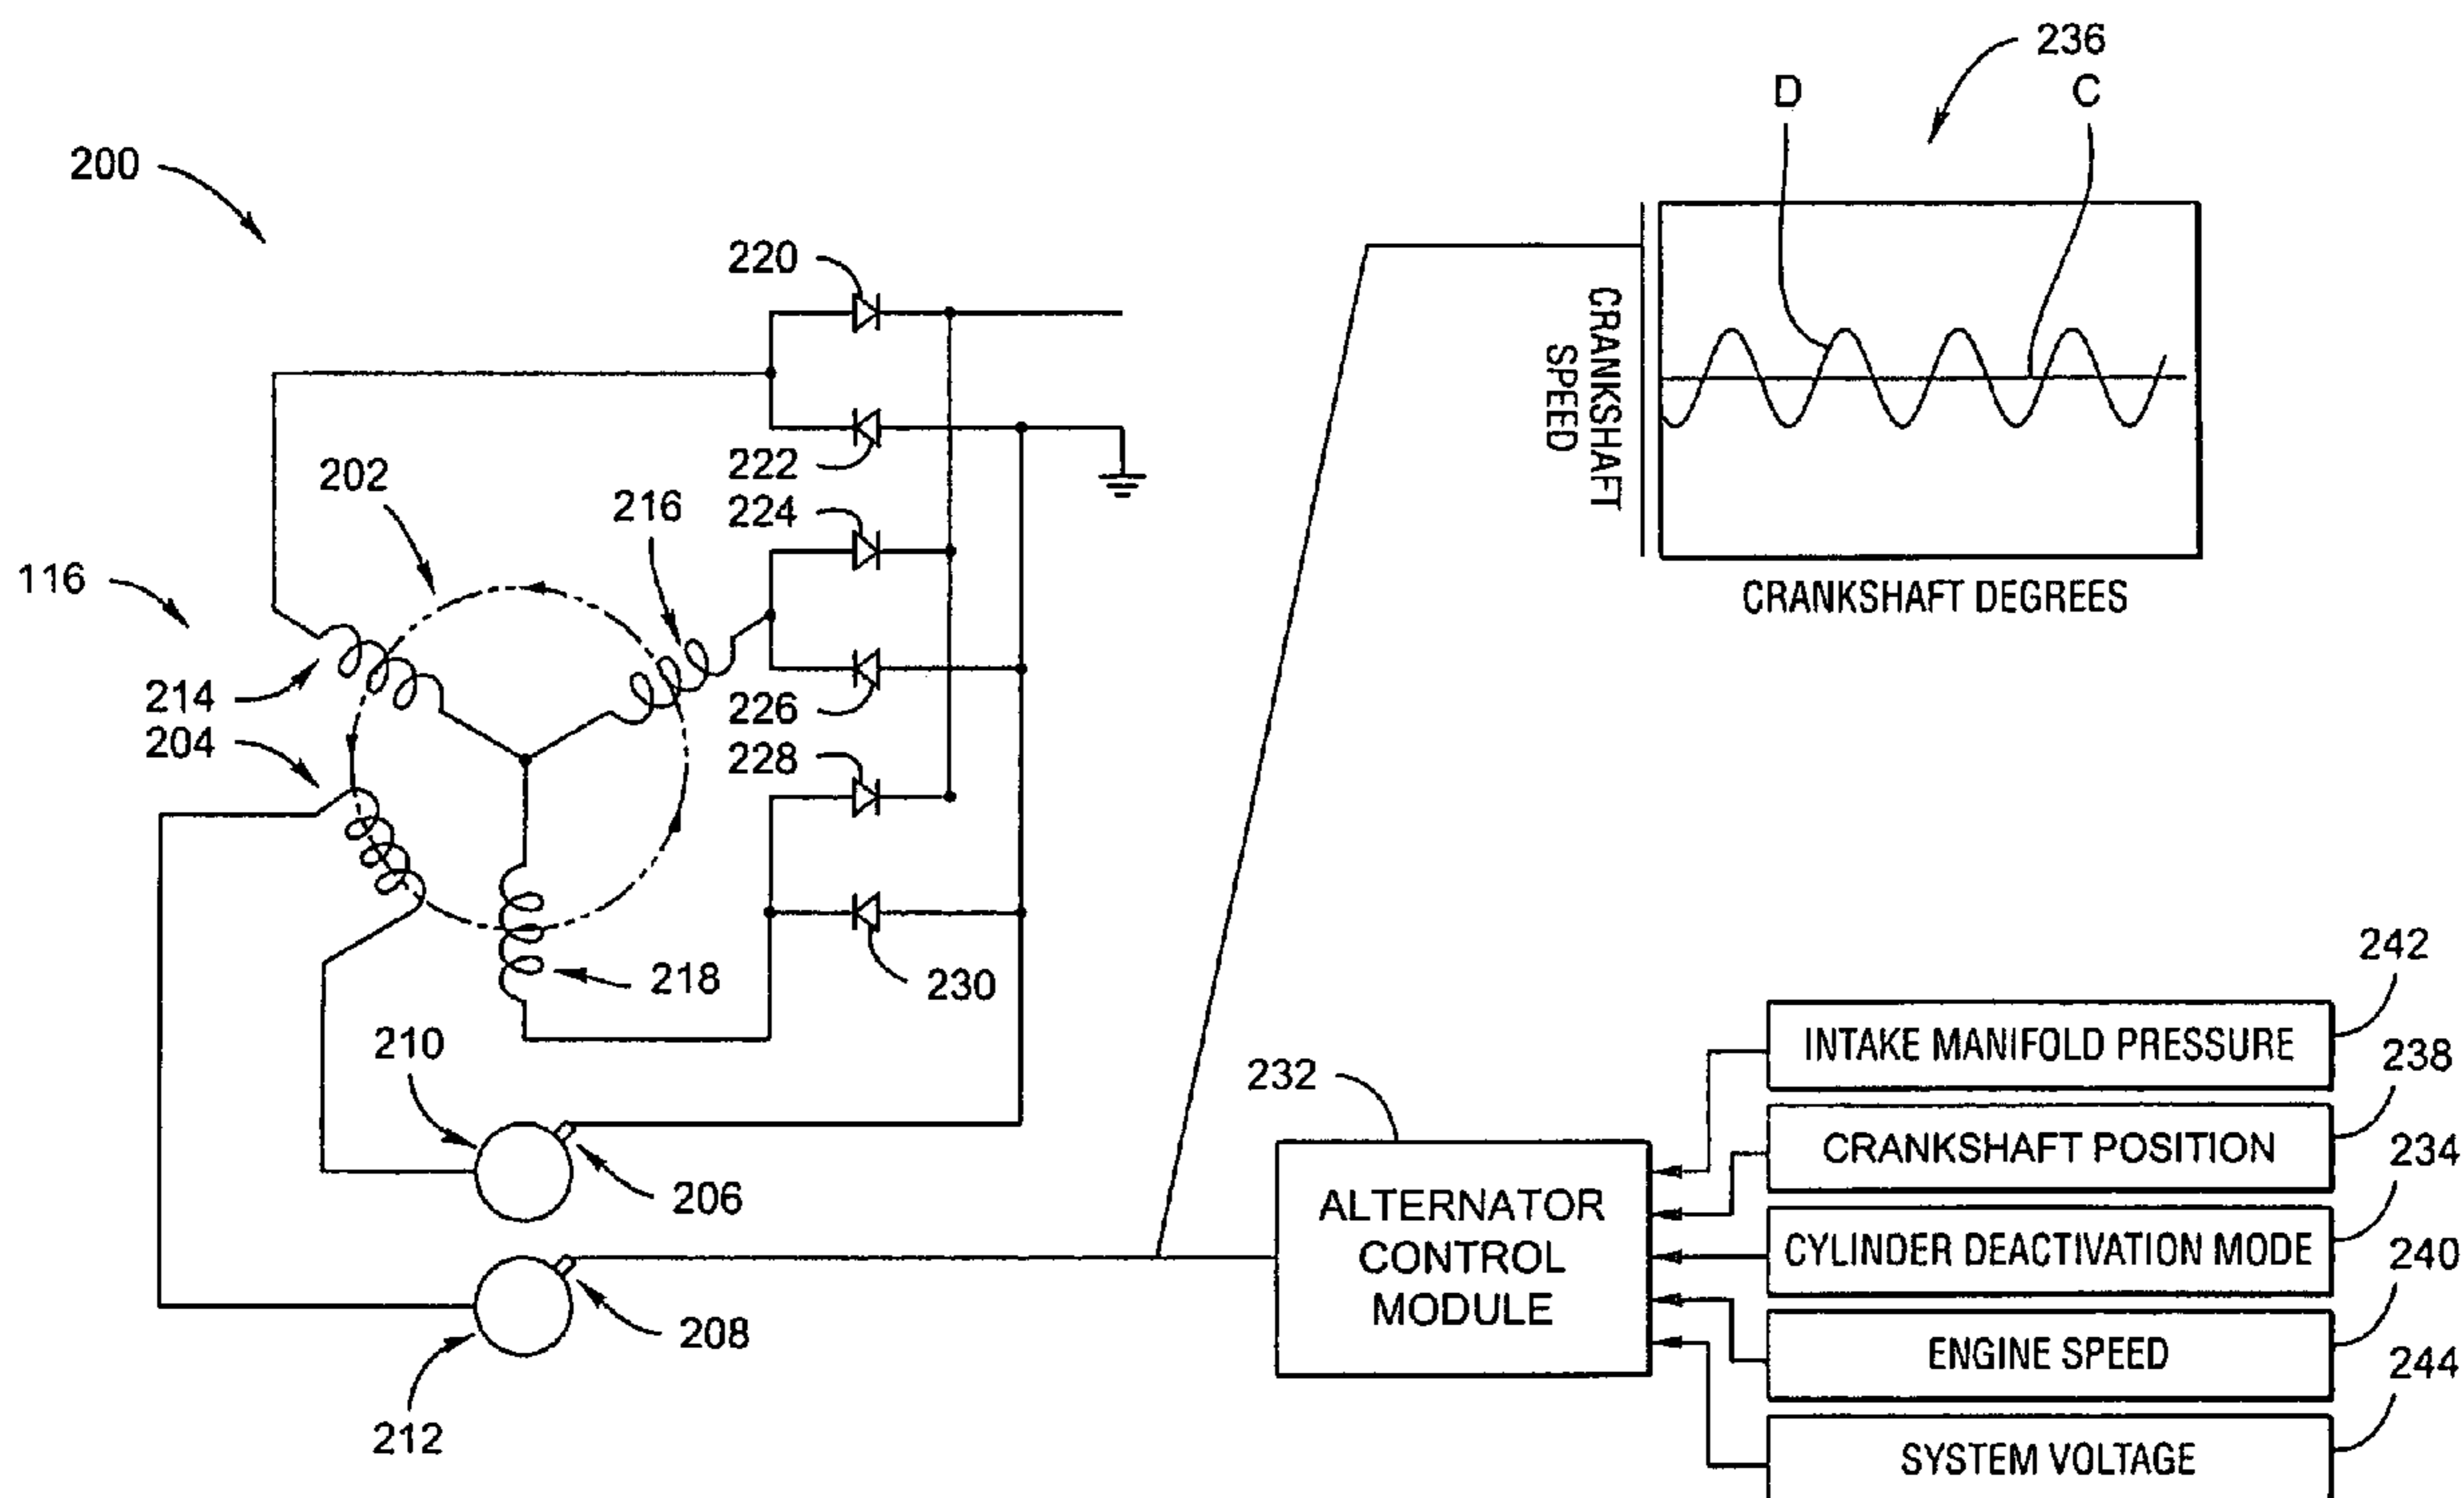 236
D
C
200
220
CRANKSHAFT
SPEED
222
202
216
224
116
CRANKSHAFT DEGREES
214
226
204
228
218
230
242
INTAKE MANIFOLD PRESSURE
210
232
238
CRANKSHAFT POSITION
206
ALTERNATOR
CONTROL
MODULE
234
CYLINDER DEACTIVATION MODE
240
208
ENGINE SPEED
244
212
SYSTEM VOLTAGE